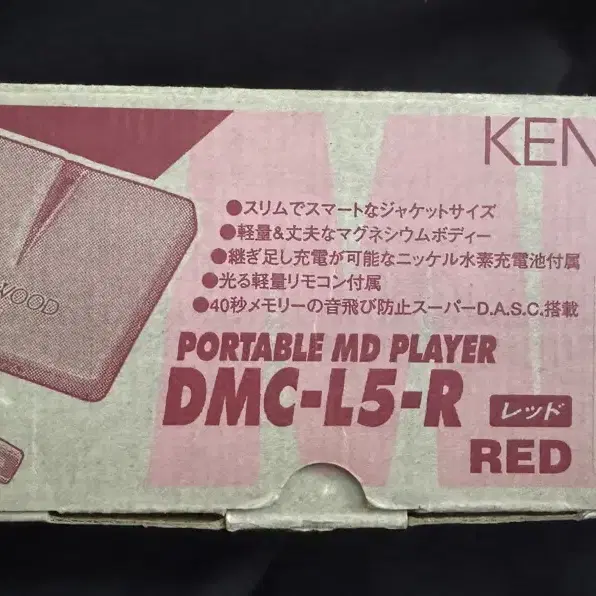 KEN
●スリムでスマートなジャケットサイズ
●軽量&丈夫なマグネシウムボディー
●継ぎ足し充電が可能なニッケル水素充電池付属
●光る軽量リモコン付属
●40秒メモリーの音飛び防止スーパーD.A.S.C.搭載
WOOD
PORTABLE MD PLAYER
DMC-L5-R レッド
RED